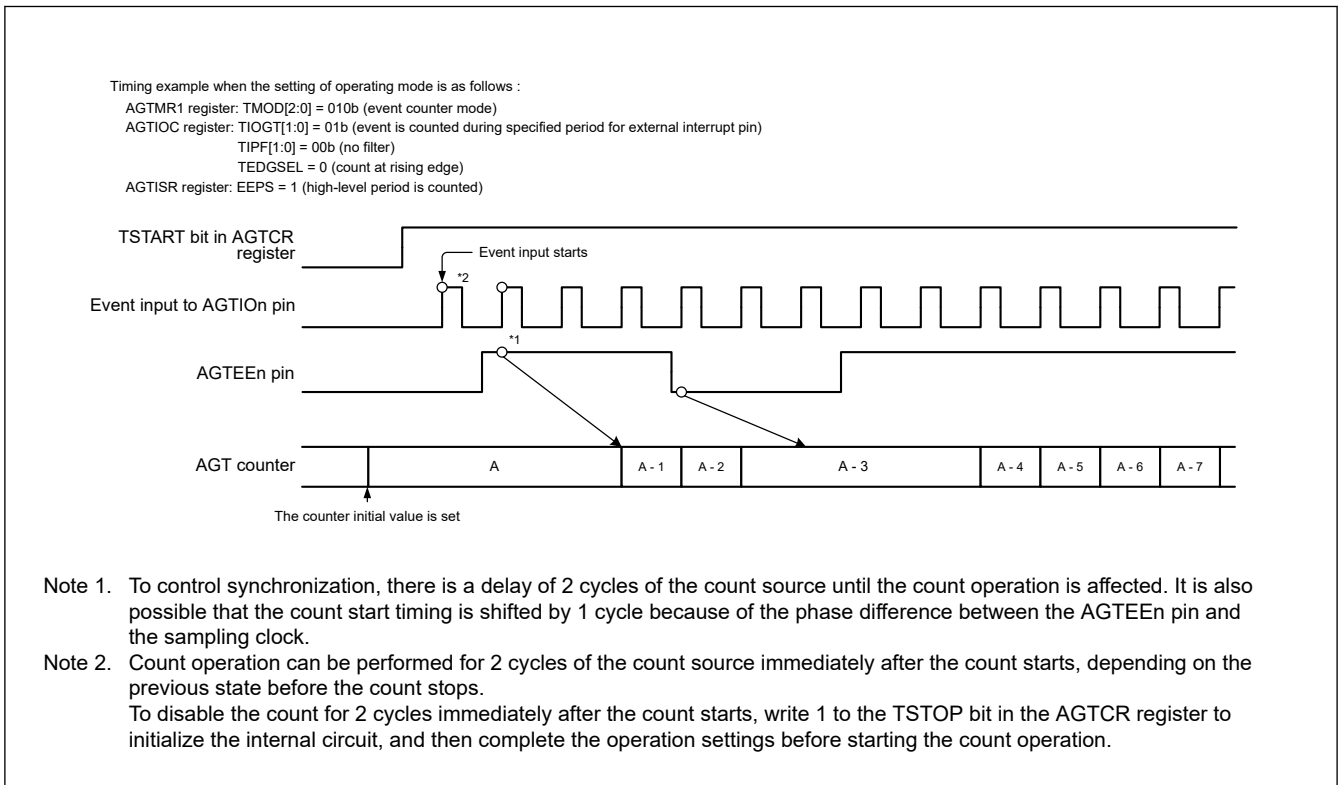 Timing example when the setting of operating mode is as follows :
AGTMR1 register: TMOD[2:0] = 010b (event counter mode)
AGTIOC register: TIOGT[1:0] = 01b (event is counted during specified period for external interrupt pin)
TIPF[1:0] = 00b (no filter)
TEDGSEL = 0 (count at rising edge)
AGTISR register: EEPS = 1 (high-level period is counted)
TSTART bit in AGTCR
register
Event input starts
*2
Event input to AGTIOn pin
*1
AGTEEn pin
AGT counter
A
A - 1
A - 2
A - 3
A - 4
A - 5
A - 6
A - 7
The counter initial value is set
Note 1. To control synchronization, there is a delay of 2 cycles of the count source until the count operation is affected. It is also
possible that the count start timing is shifted by 1 cycle because of the phase difference between the AGTEEn pin and
the sampling clock.
Note 2. Count operation can be performed for 2 cycles of the count source immediately after the count starts, depending on the
previous state before the count stops.
To disable the count for 2 cycles immediately after the count starts, write 1 to the TSTOP bit in the AGTCR register to
initialize the internal circuit, and then complete the operation settings before starting the count operation.